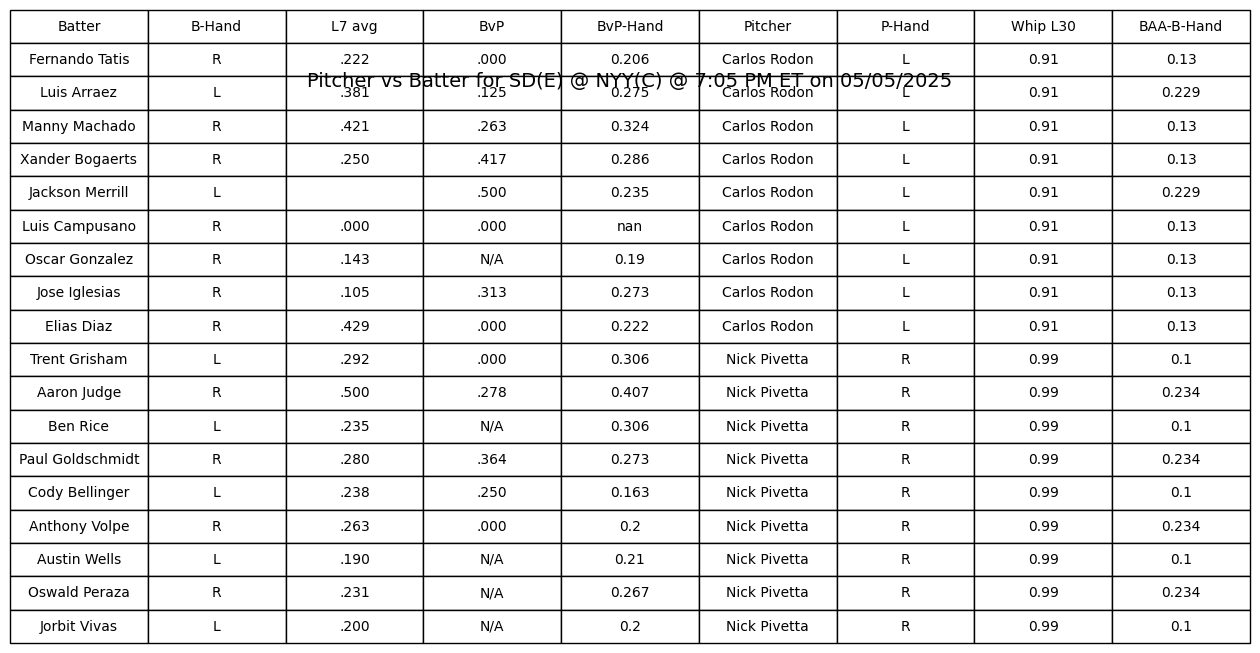 Batter B-Hand L7 avg BvP BvP-Hand Pitcher P-Hand Whip L30 BAA-B-Hand
Fernando Tatis R .222 .000 0.206 Carlos Rodon L 0.91 0.13
Pitcher vs Batter for SD(E) @ NYY(C) @ 7:05 PM ET on 05/05/2025
Luis Arraez L .381 .125 0.275 Carlos Rodon L 0.91 0.229
Manny Machado R .421 .263 0.324 Carlos Rodon L 0.91 0.13
Xander Bogaerts R .250 .417 0.286 Carlos Rodon L 0.91 0.13
Jackson Merrill L .500 0.235 Carlos Rodon L 0.91 0.229
Luis Campusano R .000 .000 nan Carlos Rodon L 0.91 0.13
Oscar Gonzalez R .143 N/A 0.19 Carlos Rodon L 0.91 0.13
Jose Iglesias R .105 .313 0.273 Carlos Rodon L 0.91 0.13
Elias Diaz R .429 .000 0.222 Carlos Rodon L 0.91 0.13
Trent Grisham L .292 .000 0.306 Nick Pivetta R 0.99 0.1
Aaron Judge R .500 .278 0.407 Nick Pivetta R 0.99 0.234
Ben Rice L .235 N/A 0.306 Nick Pivetta R 0.99 0.1
Paul Goldschmidt R .280 .364 0.273 Nick Pivetta R 0.99 0.234
Cody Bellinger L .238 .250 0.163 Nick Pivetta R 0.99 0.1
Anthony Volpe R .263 .000 0.2 Nick Pivetta R 0.99 0.234
Austin Wells L .190 N/A 0.21 Nick Pivetta R 0.99 0.1
Oswald Peraza R .231 N/A 0.267 Nick Pivetta R 0.99 0.234
Jorbit Vivas L .200 N/A 0.2 Nick Pivetta R 0.99 0.1